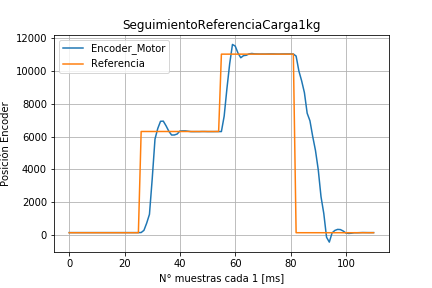 SeguimientoReferenciaCarga1kg
Encoder_Motor
Referencia
Posición Encoder
12000
10000
8000
6000
4000
2000
0
0 20 40 60 80 100
N° muestras cada 1 [ms]